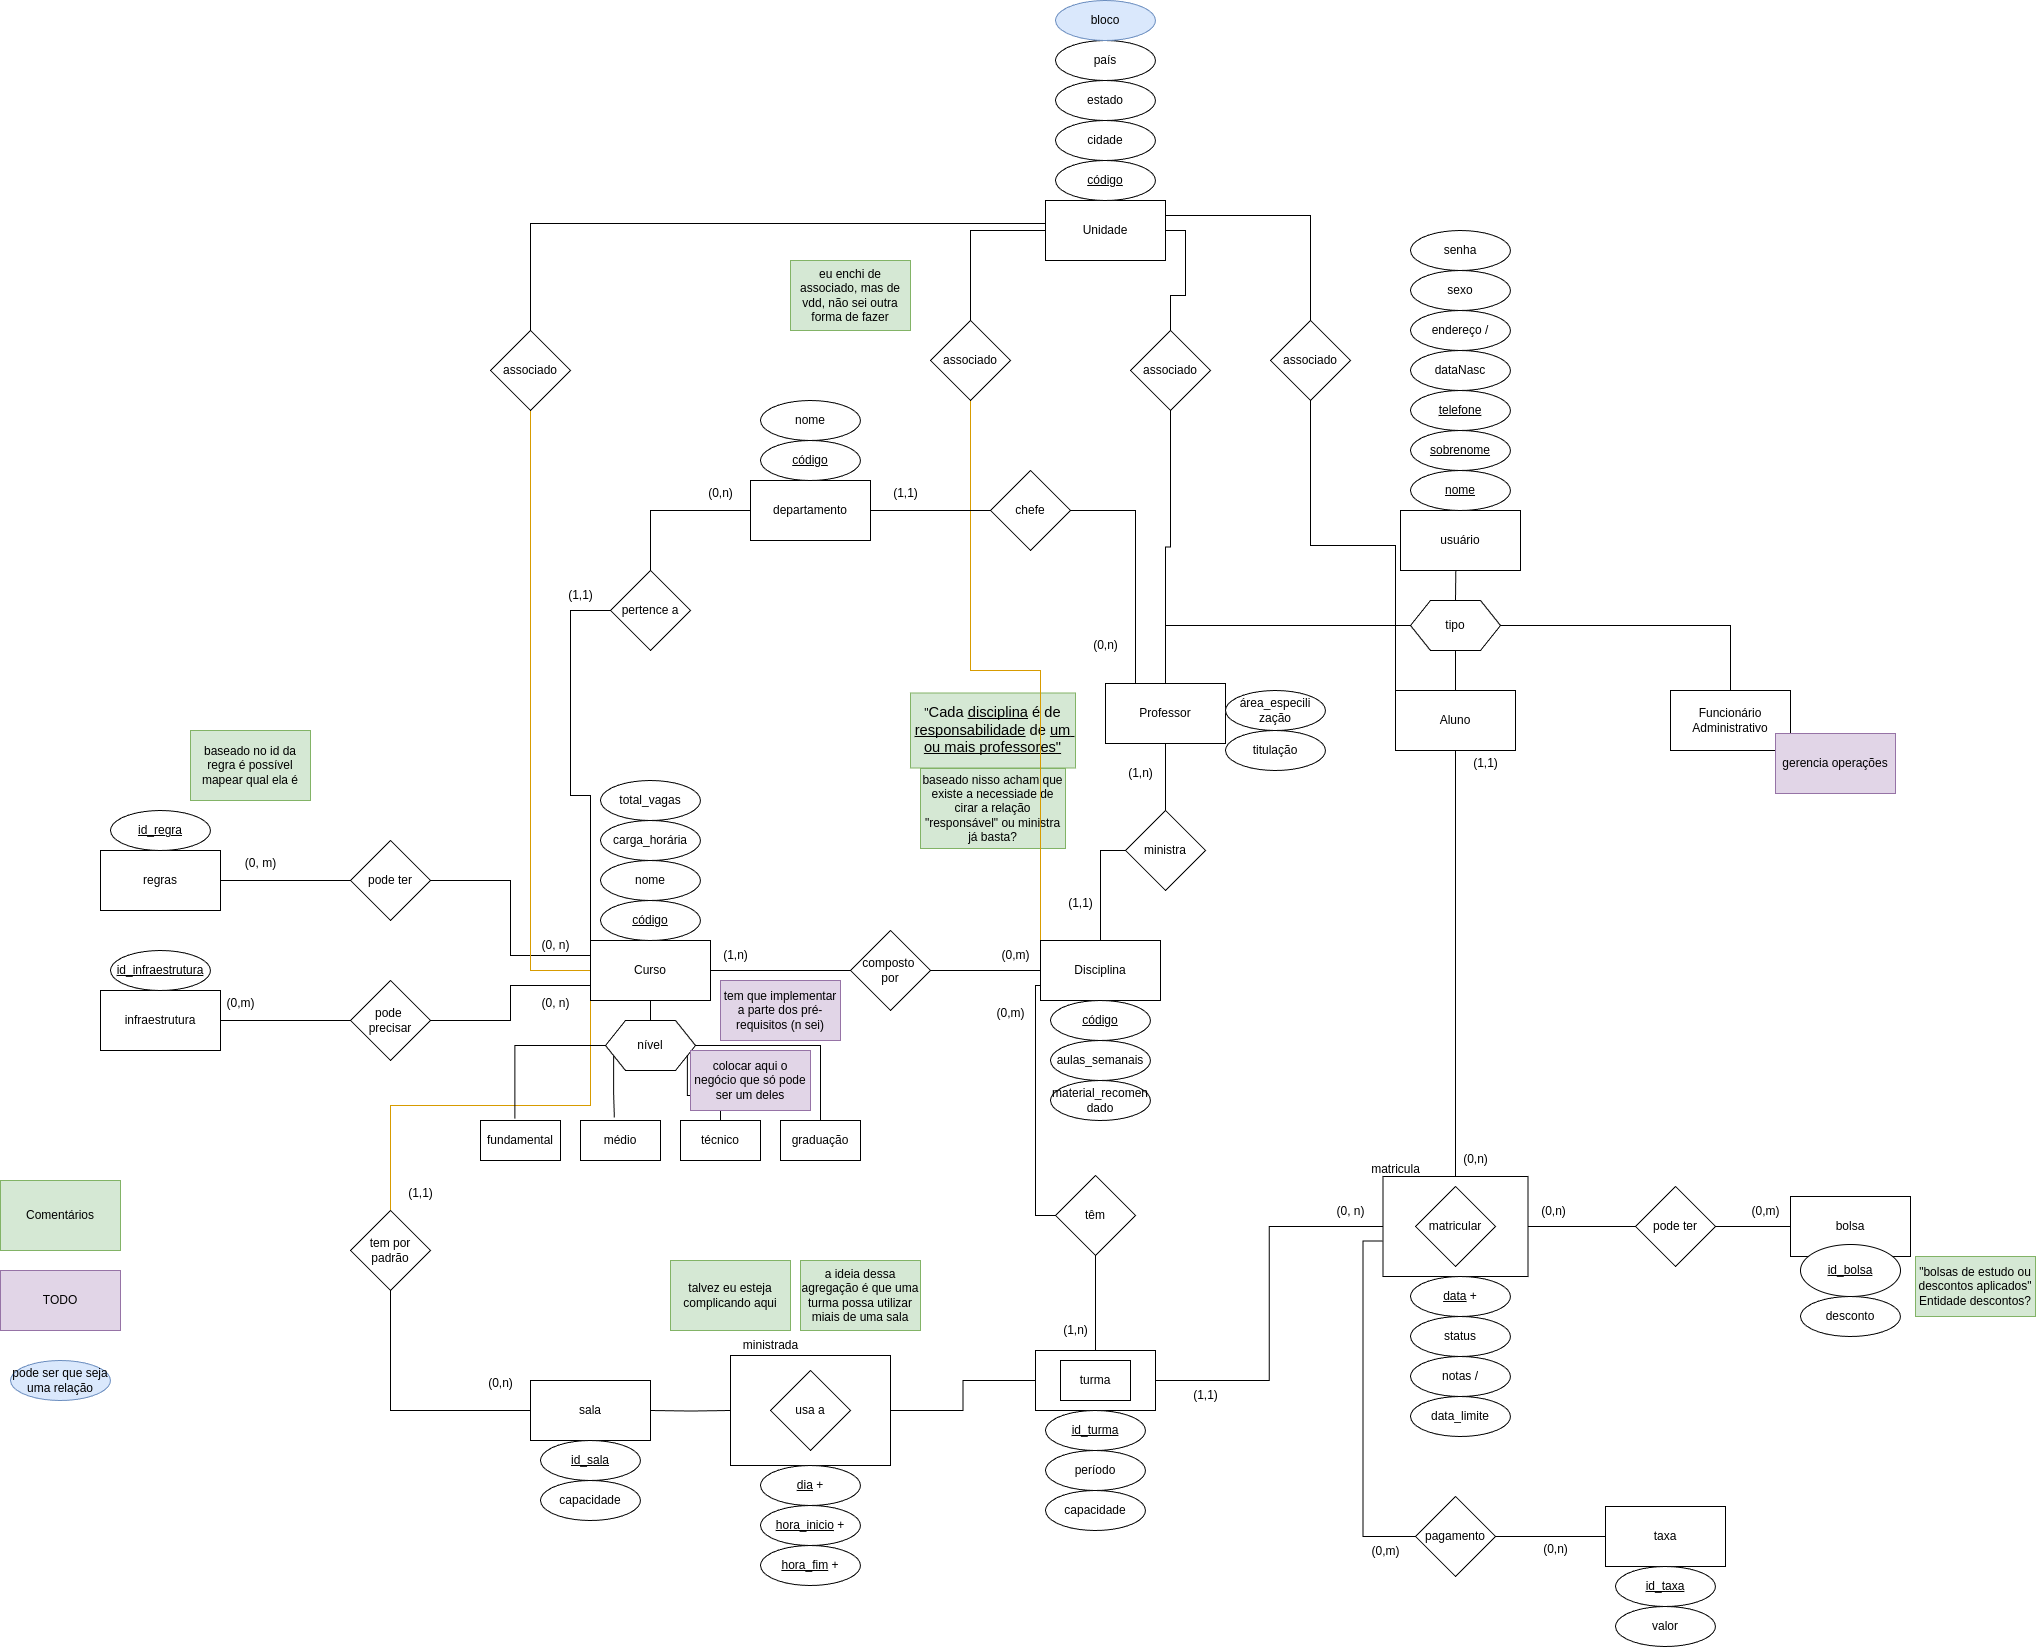 bloco
país
estado
cidade
código
Unidade
senha
sexo
endereço /
dataNasc
telefone
sobrenome
nome
usuário
tipo
eu enchi de
associado, mas de
vdd, não sei outra
forma de fazer
associado
associado
associado
associado
nome
código
departamento
(0,n)
(1,1)
chefe
(1,1)
pertence a
(0,n)
"Cada disciplina é de
responsabilidade de um
ou mais professores"
baseado nisso acham que
existe a necessiade de
cirar a relação
"responsável" ou ministra
já basta?
Professor
área_especili
zação
titulação
Aluno
(1,1)
Funcionário
Administrativo
gerencia operações
(1,n)
ministra
(1,1)
baseado no id da
regra é possível
mapear qual ela é
id_regra
regras
(0, m)
pode ter
(0, n)
total_vagas
carga_horária
nome
código
Curso
(1,n)
composto
por
(0,m)
Disciplina
(0,m)
código
aulas_semanais
material_recomen
dado
id_infraestrutura
infraestrutura
(0,m)
pode
precisar
(0, n)
tem que implementar
a parte dos pré-
requisitos (n sei)
nível
colocar aqui o
negócio que só pode
ser um deles
fundamental
médio
técnico
graduação
Comentários
TODO
pode ser que seja
uma relação
(1,1)
tem por
padrão
(0,n)
talvez eu esteja
complicando aqui
a ideia dessa
agregação é que uma
turma possa utilizar
miais de uma sala
ministrada
sala
id_sala
capacidade
usa a
dia +
hora_inicio +
hora_fim +
têm
(1,n)
turma
(1,1)
id_turma
período
capacidade
(0,n)
matricula
(0, n)
matricular
(0,n)
data +
status
notas /
data_limite
pode ter
(0,m)
bolsa
id_bolsa
desconto
"bolsas de estudo ou
descontos aplicados"
Entidade descontos?
pagamento
(0,m)
(0,n)
taxa
id_taxa
valor